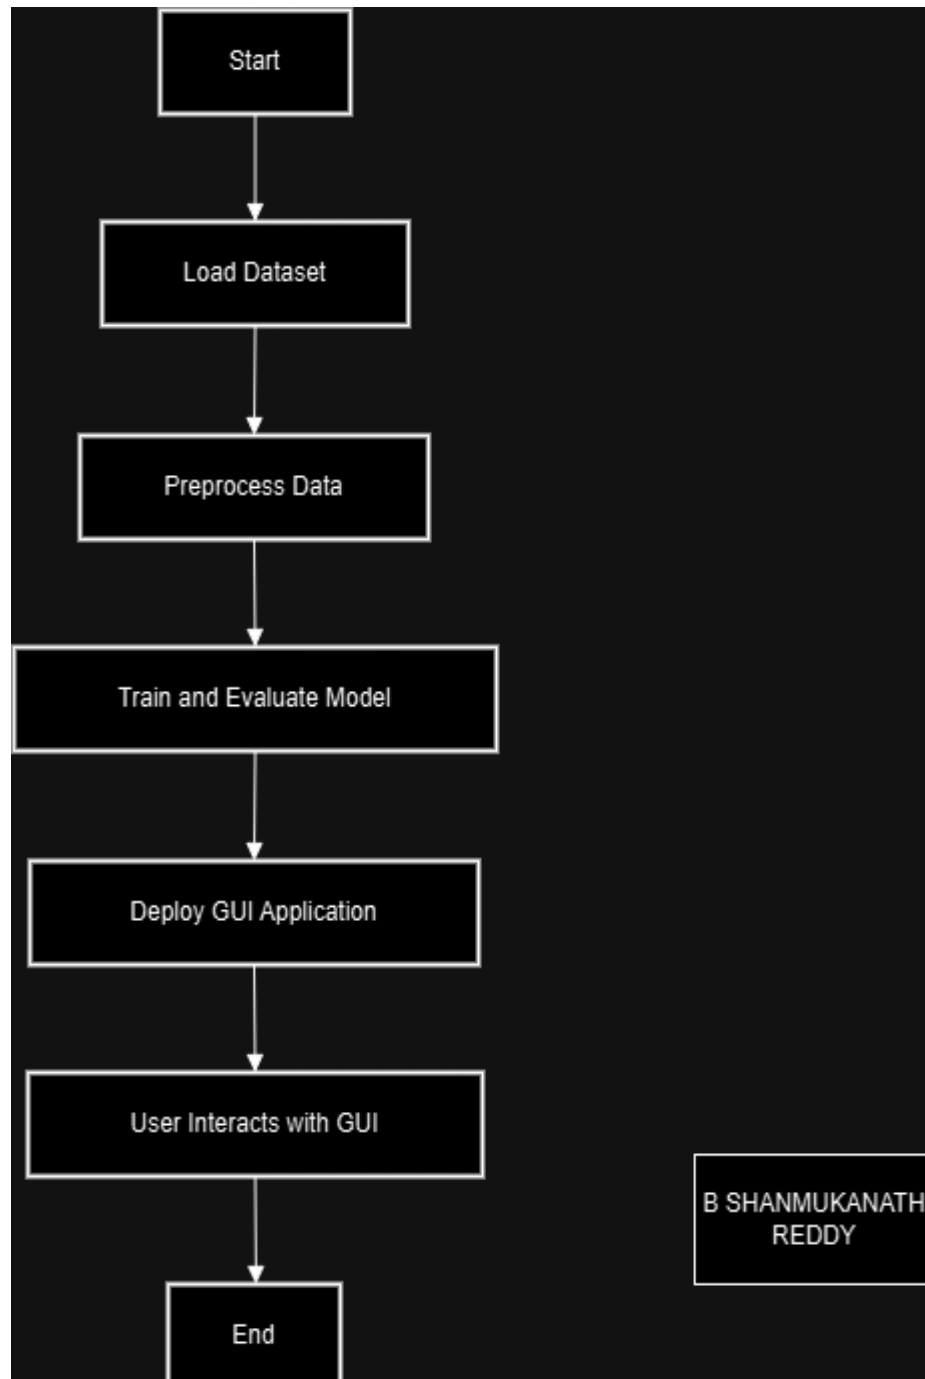 Start
Load Dataset
Preprocess Data
Train and Evaluate Model
Deploy GUI Application
User Interacts with GUI
B SHANMUKANATH
REDDY
End